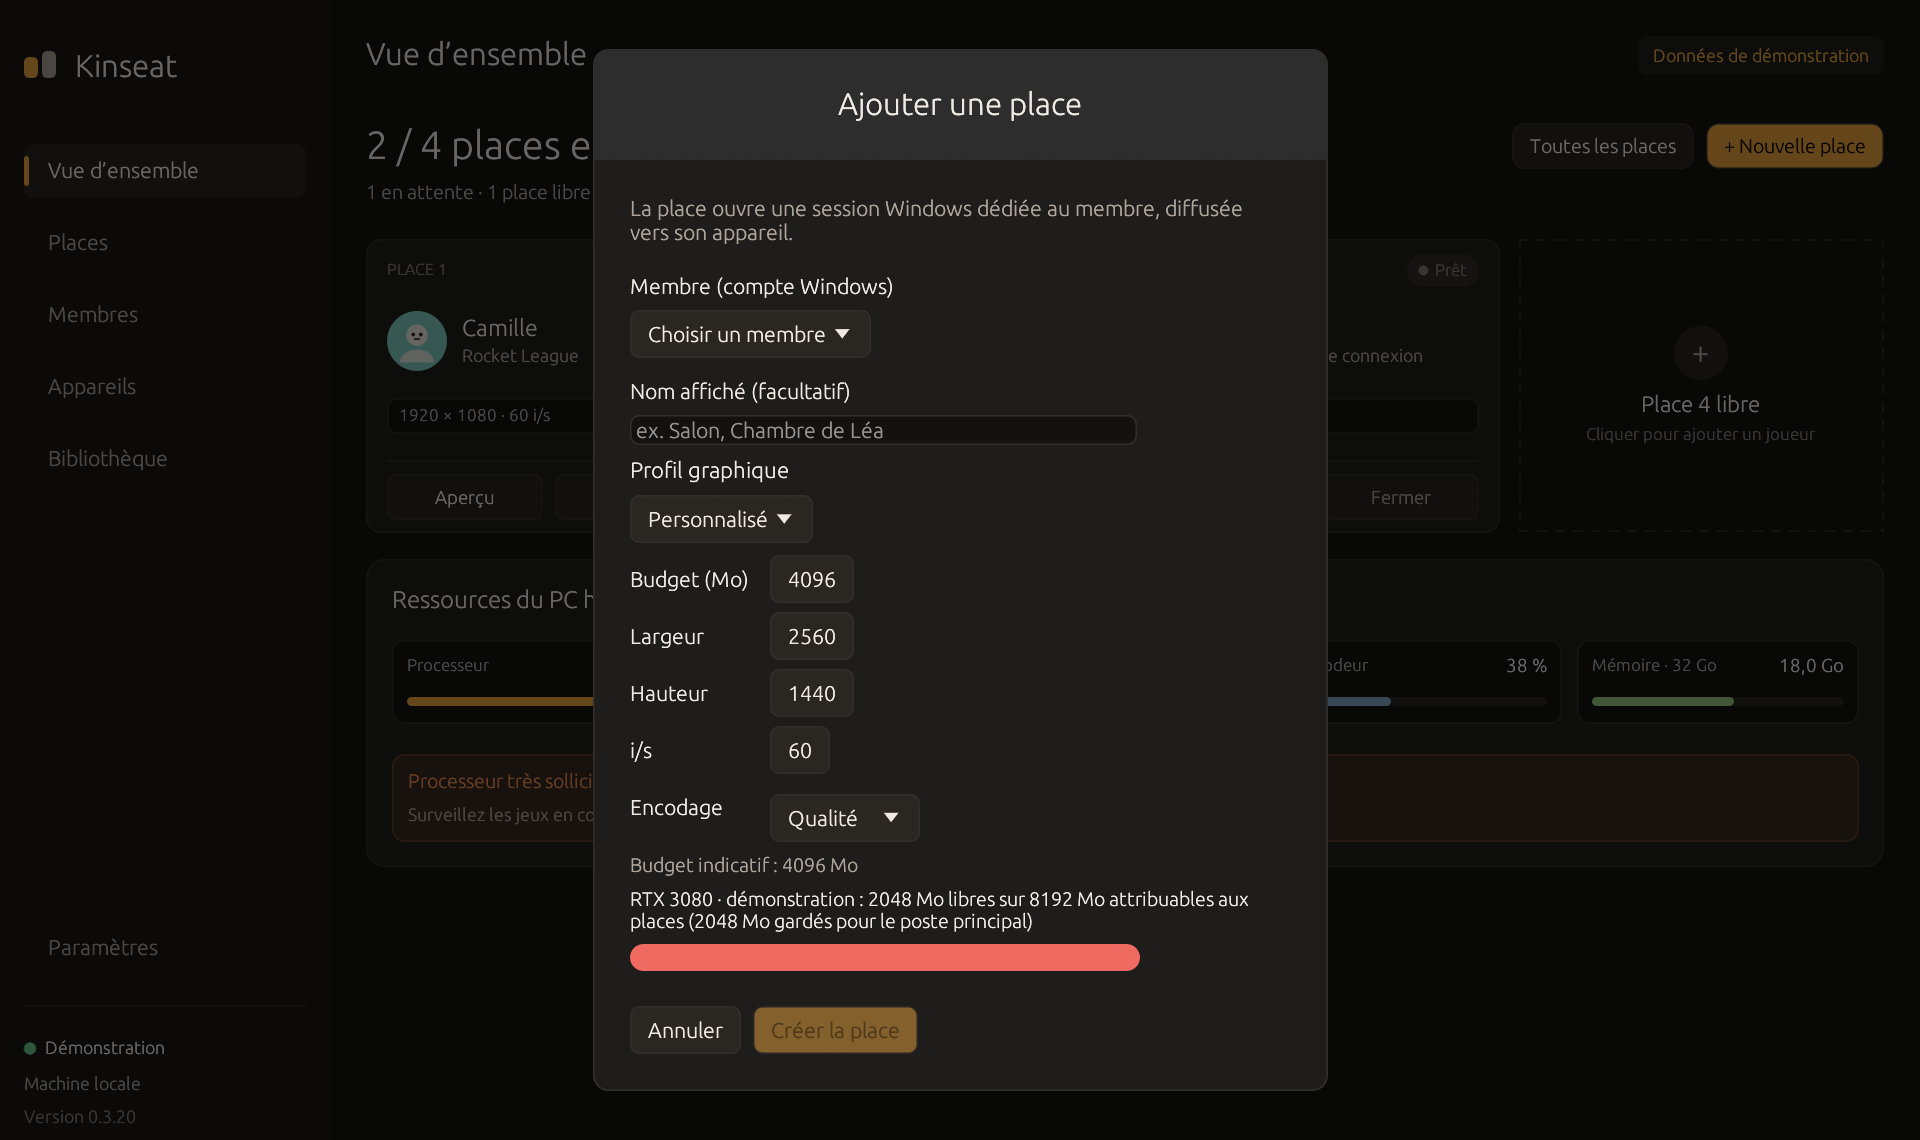 Kinseat
Vue d’ensemble
Places
Membres
Appareils
Bibliothèque
Paramètres
Démonstration
Machine locale
Version 0.3.20
Vue d’ensemble
Données de démonstration
2 / 4 places e
1 en attente · 1 place libre
Toutes les places
+ Nouvelle place
PLACE 1
Camille
Rocket League
1920 × 1080 · 60 i/s
Aperçu
Prêt
e connexion
Fermer
+
Place 4 libre
Cliquer pour ajouter un joueur
Ressources du PC h
Processeur
odeur
38 %
Mémoire · 32 Go
18,0 Go
Processeur très sollici
Surveillez les jeux en co
Ajouter une place
La place ouvre une session Windows dédiée au membre, diffusée
vers son appareil.
Membre (compte Windows)
Choisir un membre
Nom affiché (facultatif)
ex. Salon, Chambre de Léa
Profil graphique
Personnalisé
Budget (Mo)
4096
Largeur
2560
Hauteur
1440
i/s
60
Encodage
Qualité
Budget indicatif : 4096 Mo
RTX 3080 · démonstration : 2048 Mo libres sur 8192 Mo attribuables aux
places (2048 Mo gardés pour le poste principal)
Annuler
Créer la place